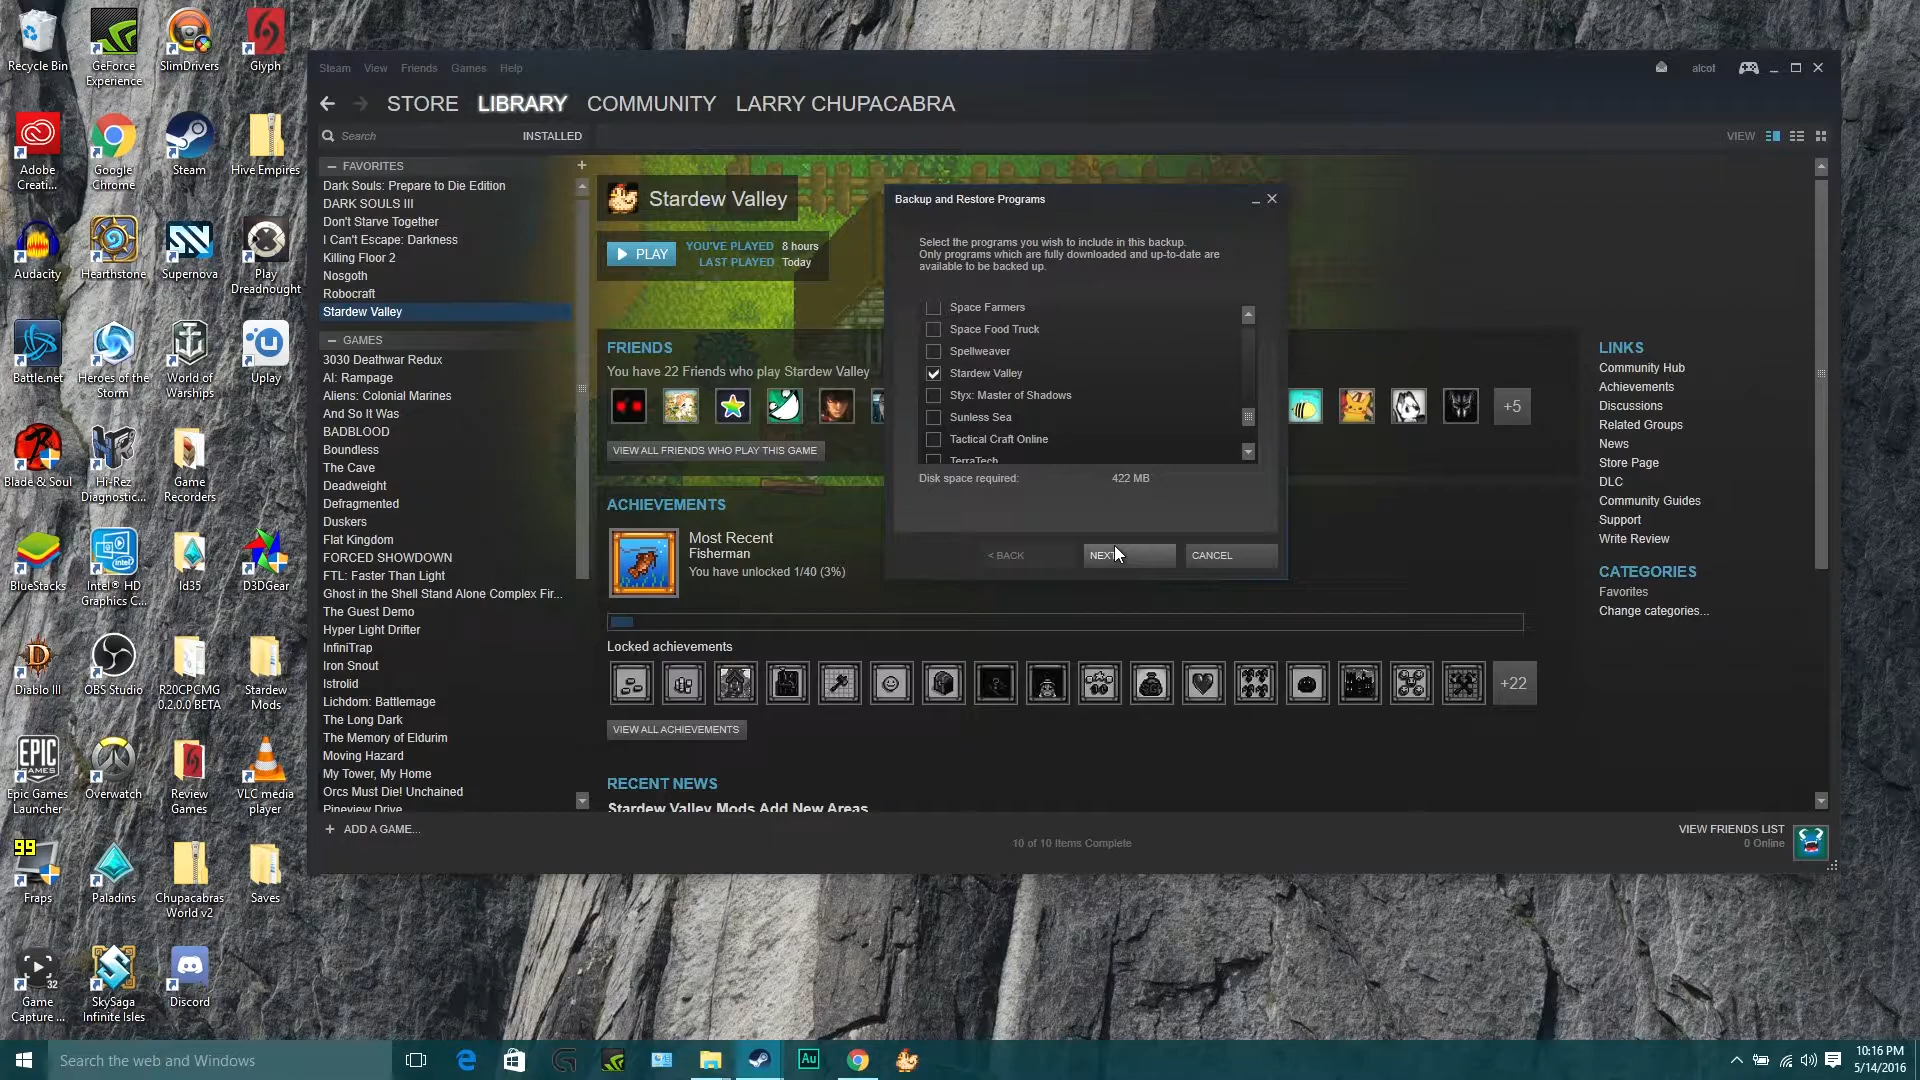 Recycle Bin
GeForce
Experience
SlimDrivers
Glyph
Adobe
Creati...
Google
Chrome
Steam
Hive Empires
Audacity
Hearthstone
Supernova
Play
Dreadnought
Battle.net
Heroes of the
Storm
World of
Warships
Uplay
Blade & Soul
Hi-Rez
Diagnostic...
Game
Recorders
BlueStacks
Intel® HD
Graphics C...
ld35
D3DGear
Diablo III
OBS Studio
R20CPCMG
0.2.0.0 BETA
Stardew
Mods
EPIC
GAMES
Epic Games
Launcher
Overwatch
Review
Games
VLC media
player
99
Fraps
Paladins
Chupacabras
World v2
Saves
32
Game
Capture ...
SkySaga
Infinite Isles
Discord
Steam View Friends Games Help
alcot
STORE LIBRARY COMMUNITY LARRY CHUPACABRA
Search
INSTALLED
VIEW
— FAVORITES +
Dark Souls: Prepare to Die Edition
DARK SOULS III
Don't Starve Together
I Can't Escape: Darkness
Killing Floor 2
Nosgoth
Robocraft
Stardew Valley
— GAMES
3030 Deathwar Redux
AI: Rampage
Aliens: Colonial Marines
And So It Was
BADBLOOD
Boundless
The Cave
Deadweight
Defragmented
Duskers
Flat Kingdom
FORCED SHOWDOWN
FTL: Faster Than Light
Ghost in the Shell Stand Alone Complex Fir...
The Guest Demo
Hyper Light Drifter
InfiniTrap
Iron Snout
Istrolid
Lichdom: Battlemage
The Long Dark
The Memory of Eldurim
Moving Hazard
My Tower, My Home
Orcs Must Die! Unchained
Pineview Drive
+ ADD A GAME...
Stardew Valley
PLAY
YOU'VE PLAYED 8 hours
LAST PLAYED Today
FRIENDS
You have 22 Friends who play Stardew Valley
+5
VIEW ALL FRIENDS WHO PLAY THIS GAME
ACHIEVEMENTS
Most Recent
Fisherman
You have unlocked 1/40 (3%)
Locked achievements
+22
VIEW ALL ACHIEVEMENTS
RECENT NEWS
Stardew Valley Mods Add New Areas
Backup and Restore Programs
Select the programs you wish to include in this backup.
Only programs which are fully downloaded and up-to-date are
available to be backed up.
Space Farmers
Space Food Truck
Spellweaver
Stardew Valley
Styx: Master of Shadows
Sunless Sea
Tactical Craft Online
TerraTech
Disk space required: 422 MB
< BACK
NEXT
CANCEL
LINKS
Community Hub
Achievements
Discussions
Related Groups
News
Store Page
DLC
Community Guides
Support
Write Review
CATEGORIES
Favorites
Change categories...
10 of 10 Items Complete
VIEW FRIENDS LIST
0 Online
Search the web and Windows
Au
10:16 PM
5/14/2016